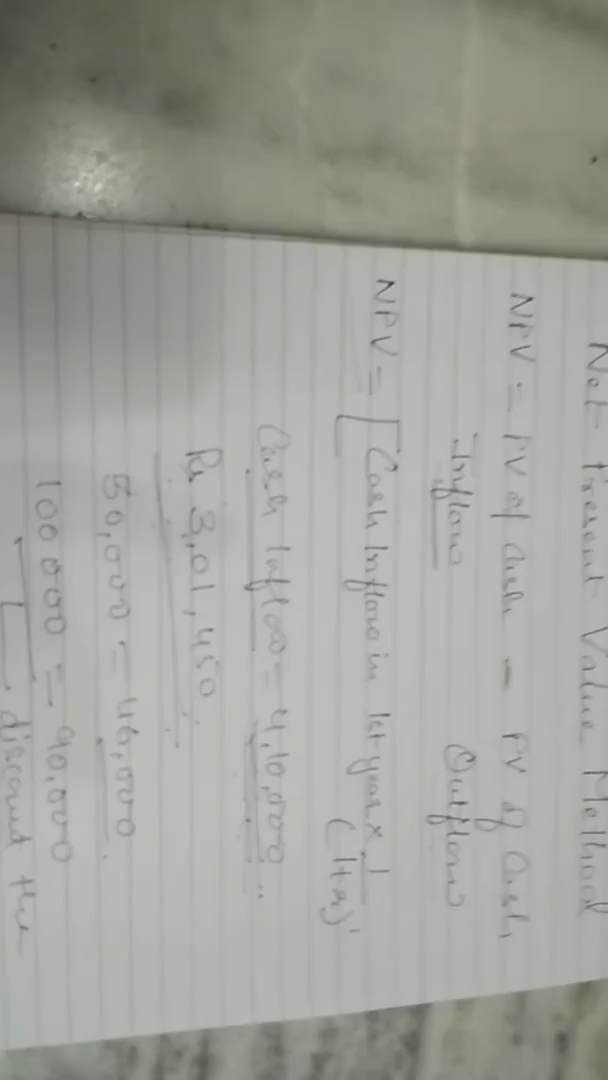 Net Present Value Method
NPV = PV of Cash - PV of Cash
Inflow Outflow
NPV = [Cash Inflow in 1st year x 1
(1+r)¹
Cash Inflow = 4,10,000
Rs 3,01,450.
50,000 = 46,000.
100000 = 90,000
discount the